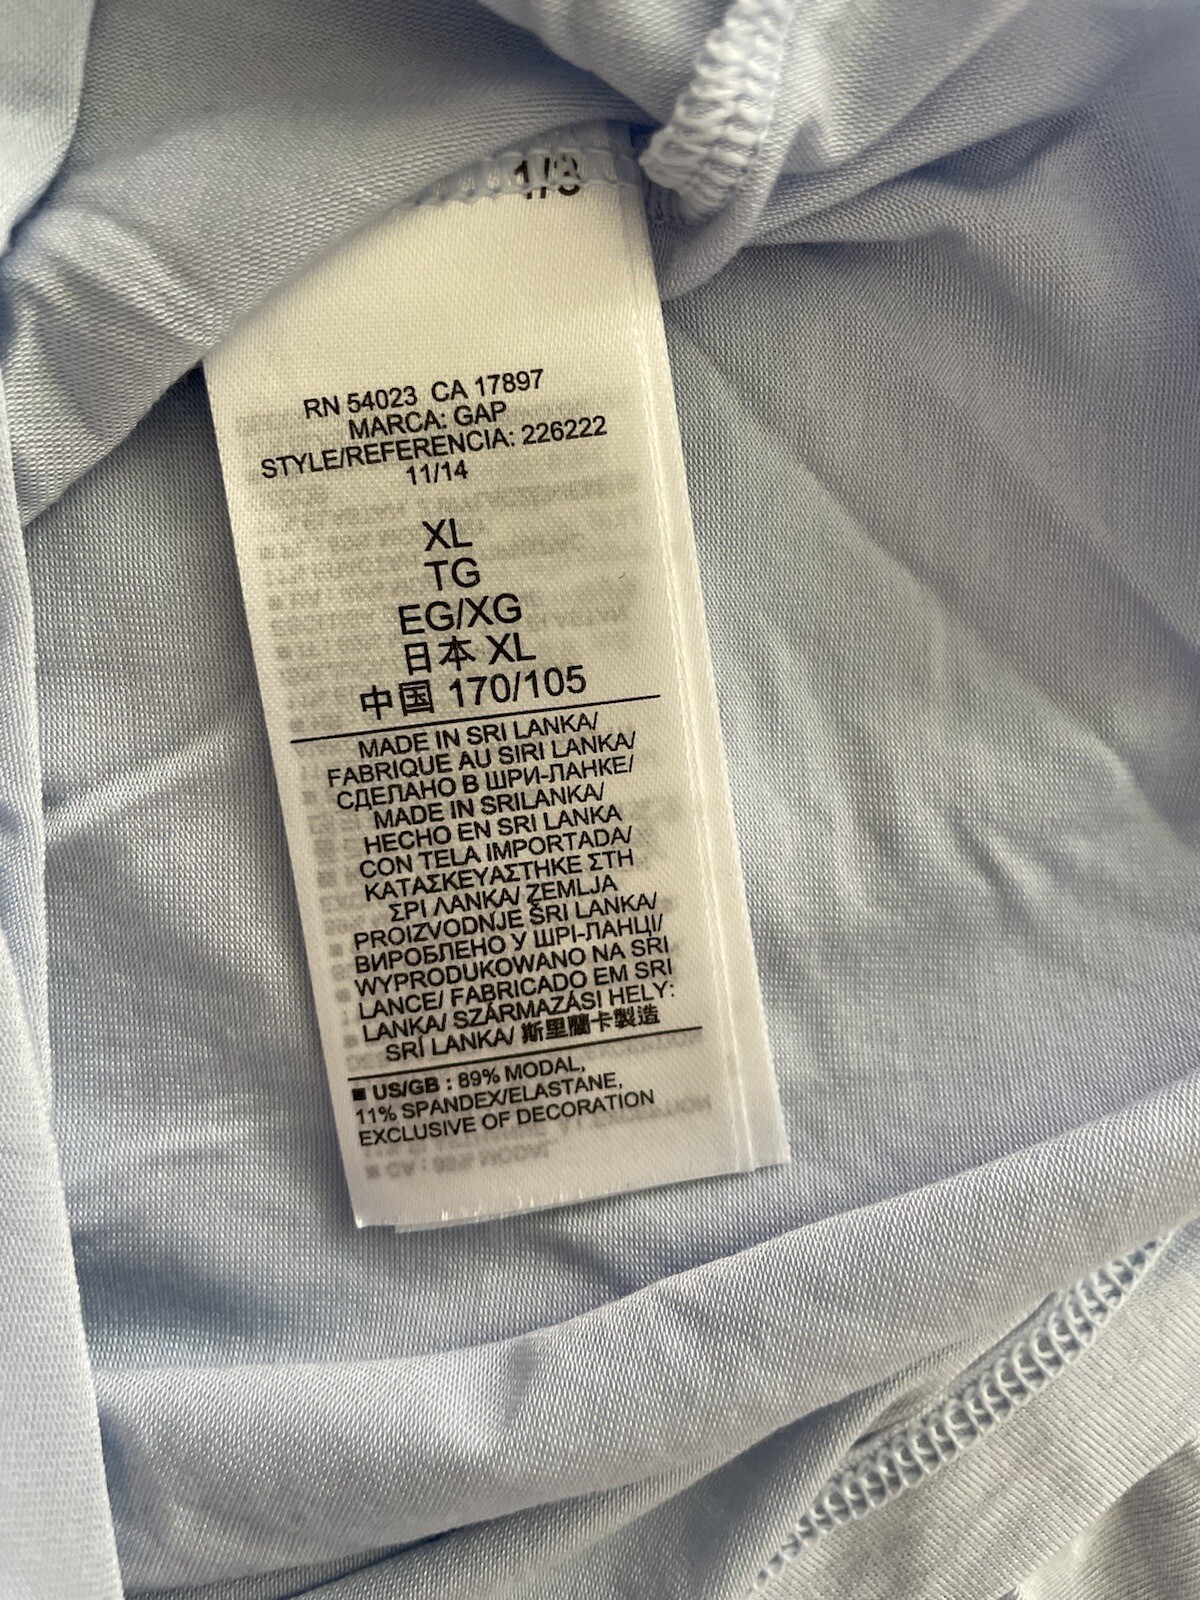 1/8
RN 54023 CA 17897
MARCA: GAP
STYLE/REFERENCIA: 226222
11/14
XL
TG
EG/XG
日本 XL
中国 170/105
MADE IN SRI LANKA/
FABRIQUE AU SIRI LANKA/
СДЕЛАНО В ШРИ-ЛАНКЕ/
MADE IN SRILANKA/
HECHO EN SRI LANKA
CON TELA IMPORTADA/
ΚΑΤΑΣΚΕΥΑΣΤΗΚΕ ΣΤΗ
ΣΡΙ ΛΑΝΚΑ/ ZEMLJA
PROIZVODNJE ŠRI LANKA/
ВИРОБЛЕНО У ШРІ-ЛАНЦІ/
WYPRODUKOWANO NA SRI
LANCE/ FABRICADO EM SRI
LANKA/ SZÁRMAZÁSI HELY:
SRÍ LANKA/ 斯里蘭卡製造
■ US/GB : 89% MODAL,
11% SPANDEX/ELASTANE,
EXCLUSIVE OF DECORATION